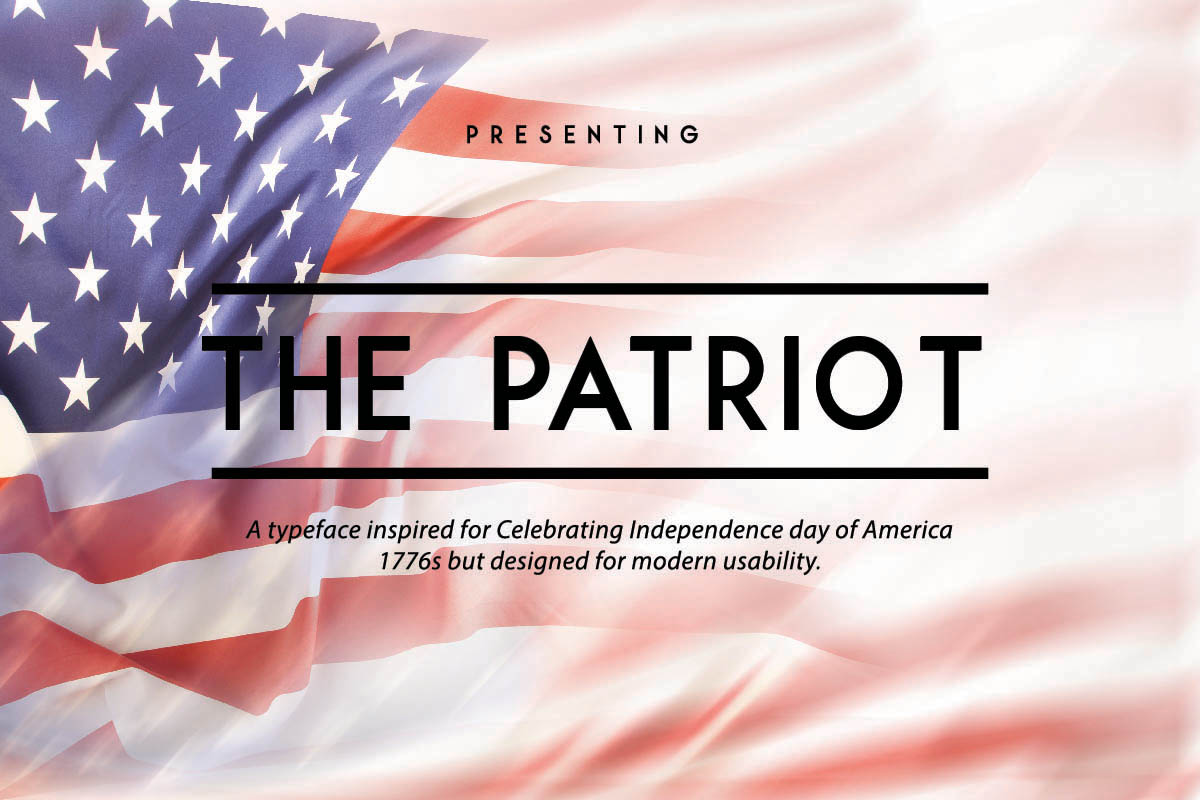 PRESENTING
THE PATRIOT
A typeface inspired for Celebrating Independence day of America
1776s but designed for modern usability.